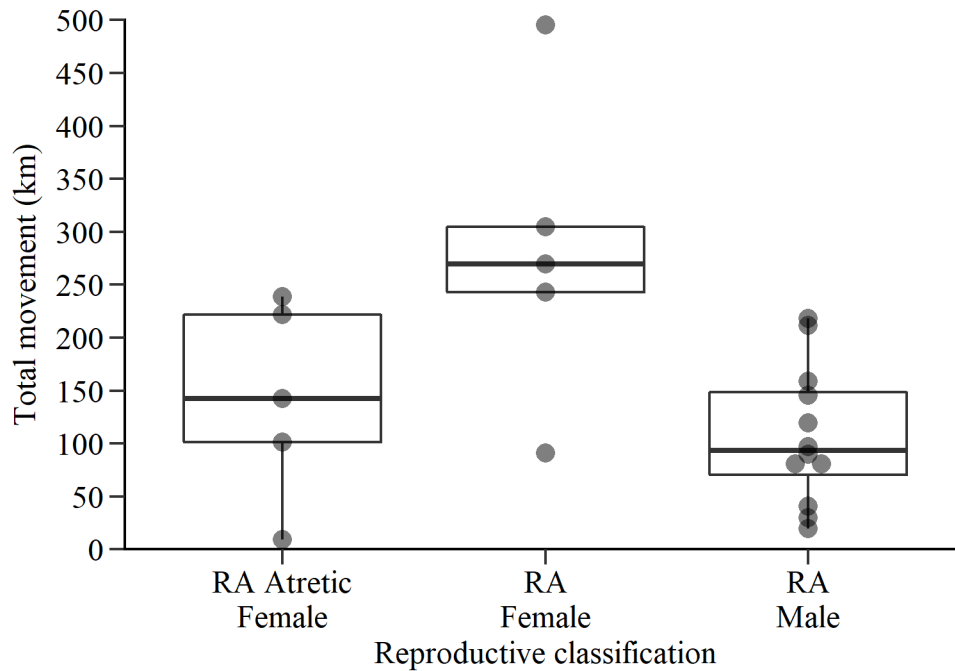 500
450
400
350
300
250
200
150
100
50
0
Total movement (km)
RA Atretic
Female
RA
Female
RA
Male
Reproductive classification